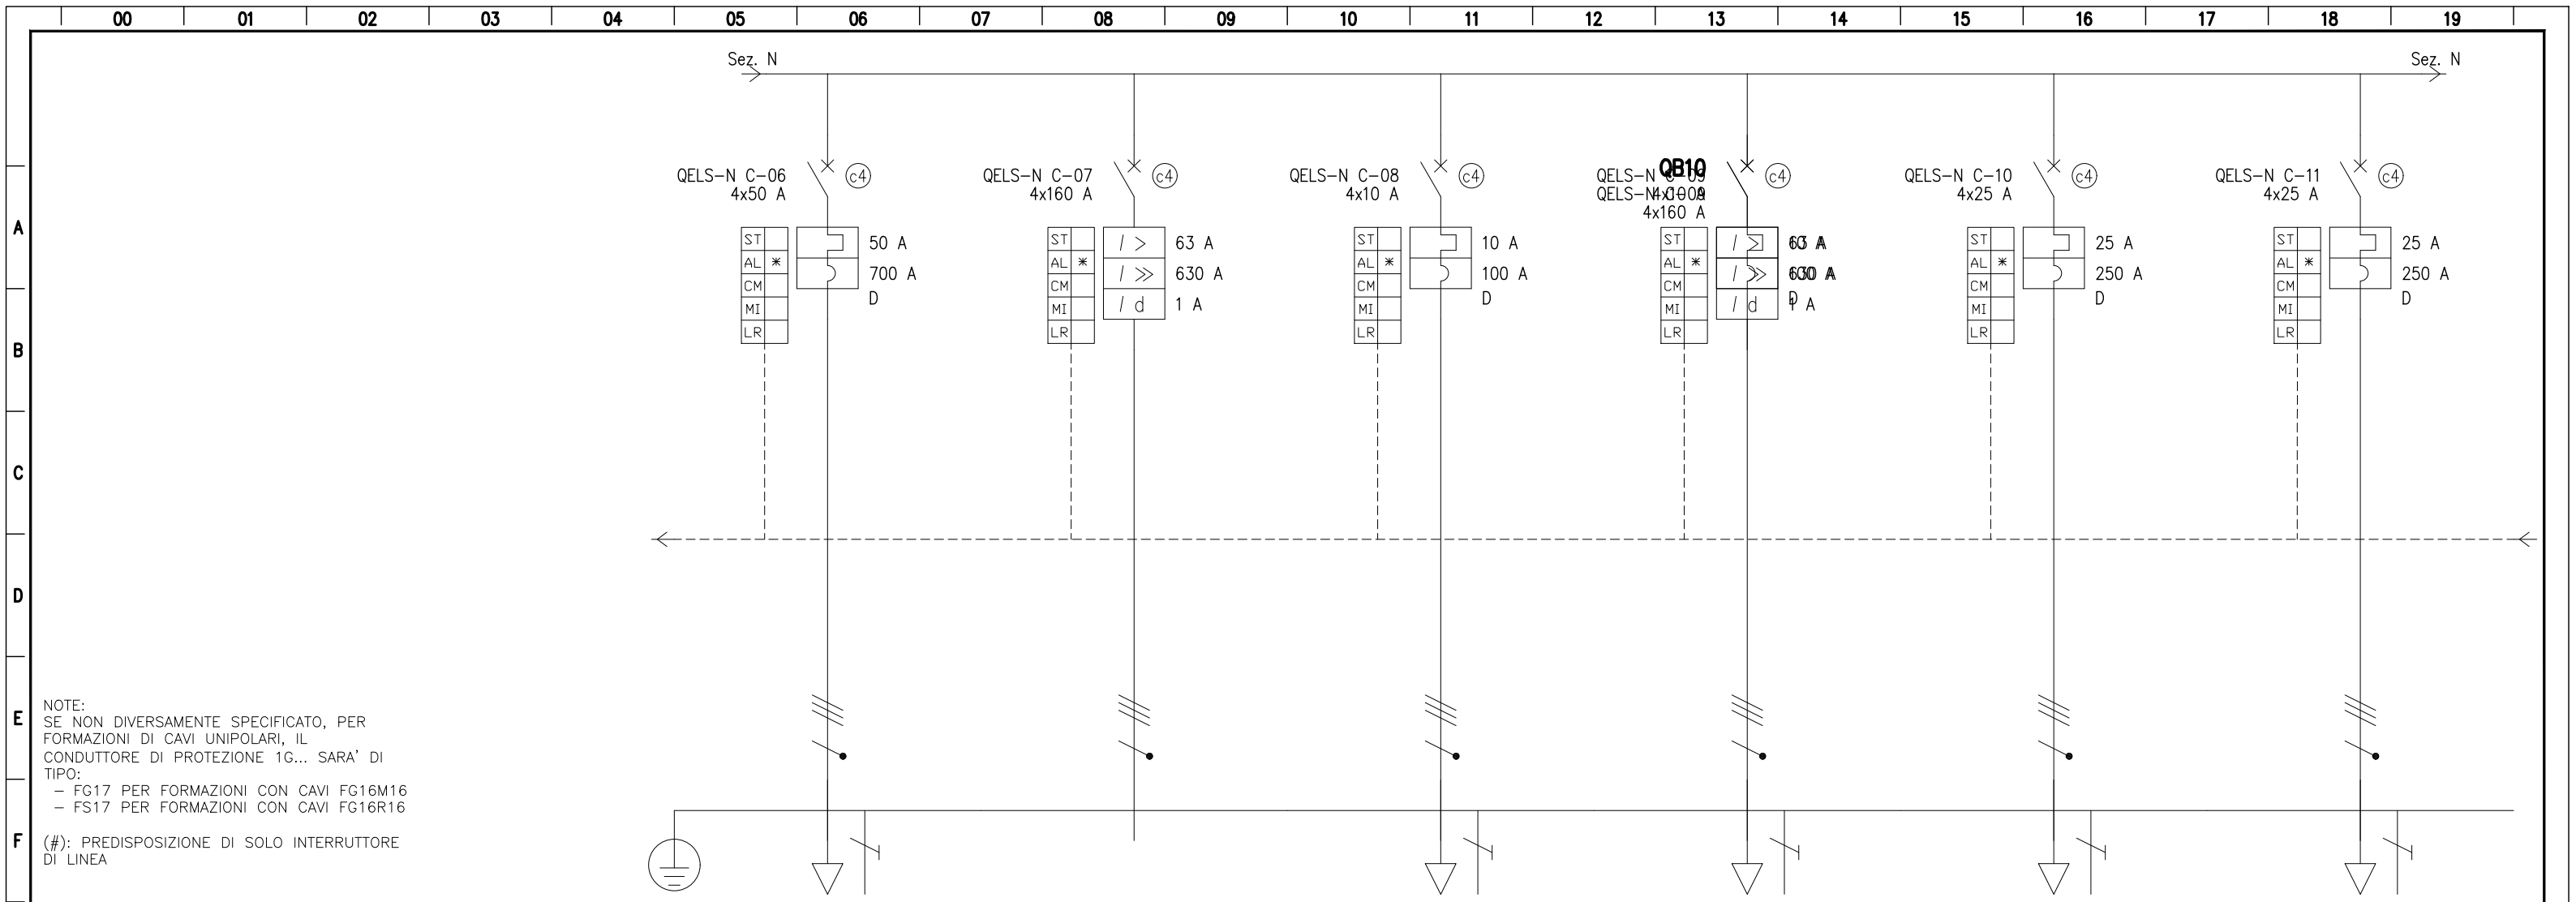 00 01 02 03 04 05 06 07 08 09 10 11 12 13 14 15 16 17 18 19
Sez. N
Sez. N
QELS-N C-06
4x50 A
c4
50 A
700 A
D
ST
AL *
CM
MI
LR
QELS-N C-07
4x160 A
c4
I > 63 A
I >> 630 A
I d 1 A
ST
AL *
CM
MI
LR
QELS-N C-08
4x10 A
c4
10 A
100 A
D
ST
AL *
CM
MI
LR
QELS-N
QELS-N
4x160 A
c4
I >
I >>
I d 1 A
ST
AL *
CM
MI
LR
QELS-N C-10
4x25 A
c4
25 A
250 A
D
ST
AL *
CM
MI
LR
QELS-N C-11
4x25 A
c4
25 A
250 A
D
ST
AL *
CM
MI
LR
A
B
C
D
E
F
NOTE:
SE NON DIVERSAMENTE SPECIFICATO, PER
FORMAZIONI DI CAVI UNIPOLARI, IL
CONDUTTORE DI PROTEZIONE 1G... SARA' DI
TIPO:
– FG17 PER FORMAZIONI CON CAVI FG16M16
– FS17 PER FORMAZIONI CON CAVI FG16R16
(#): PREDISPOSIZIONE DI SOLO INTERRUTTORE
DI LINEA